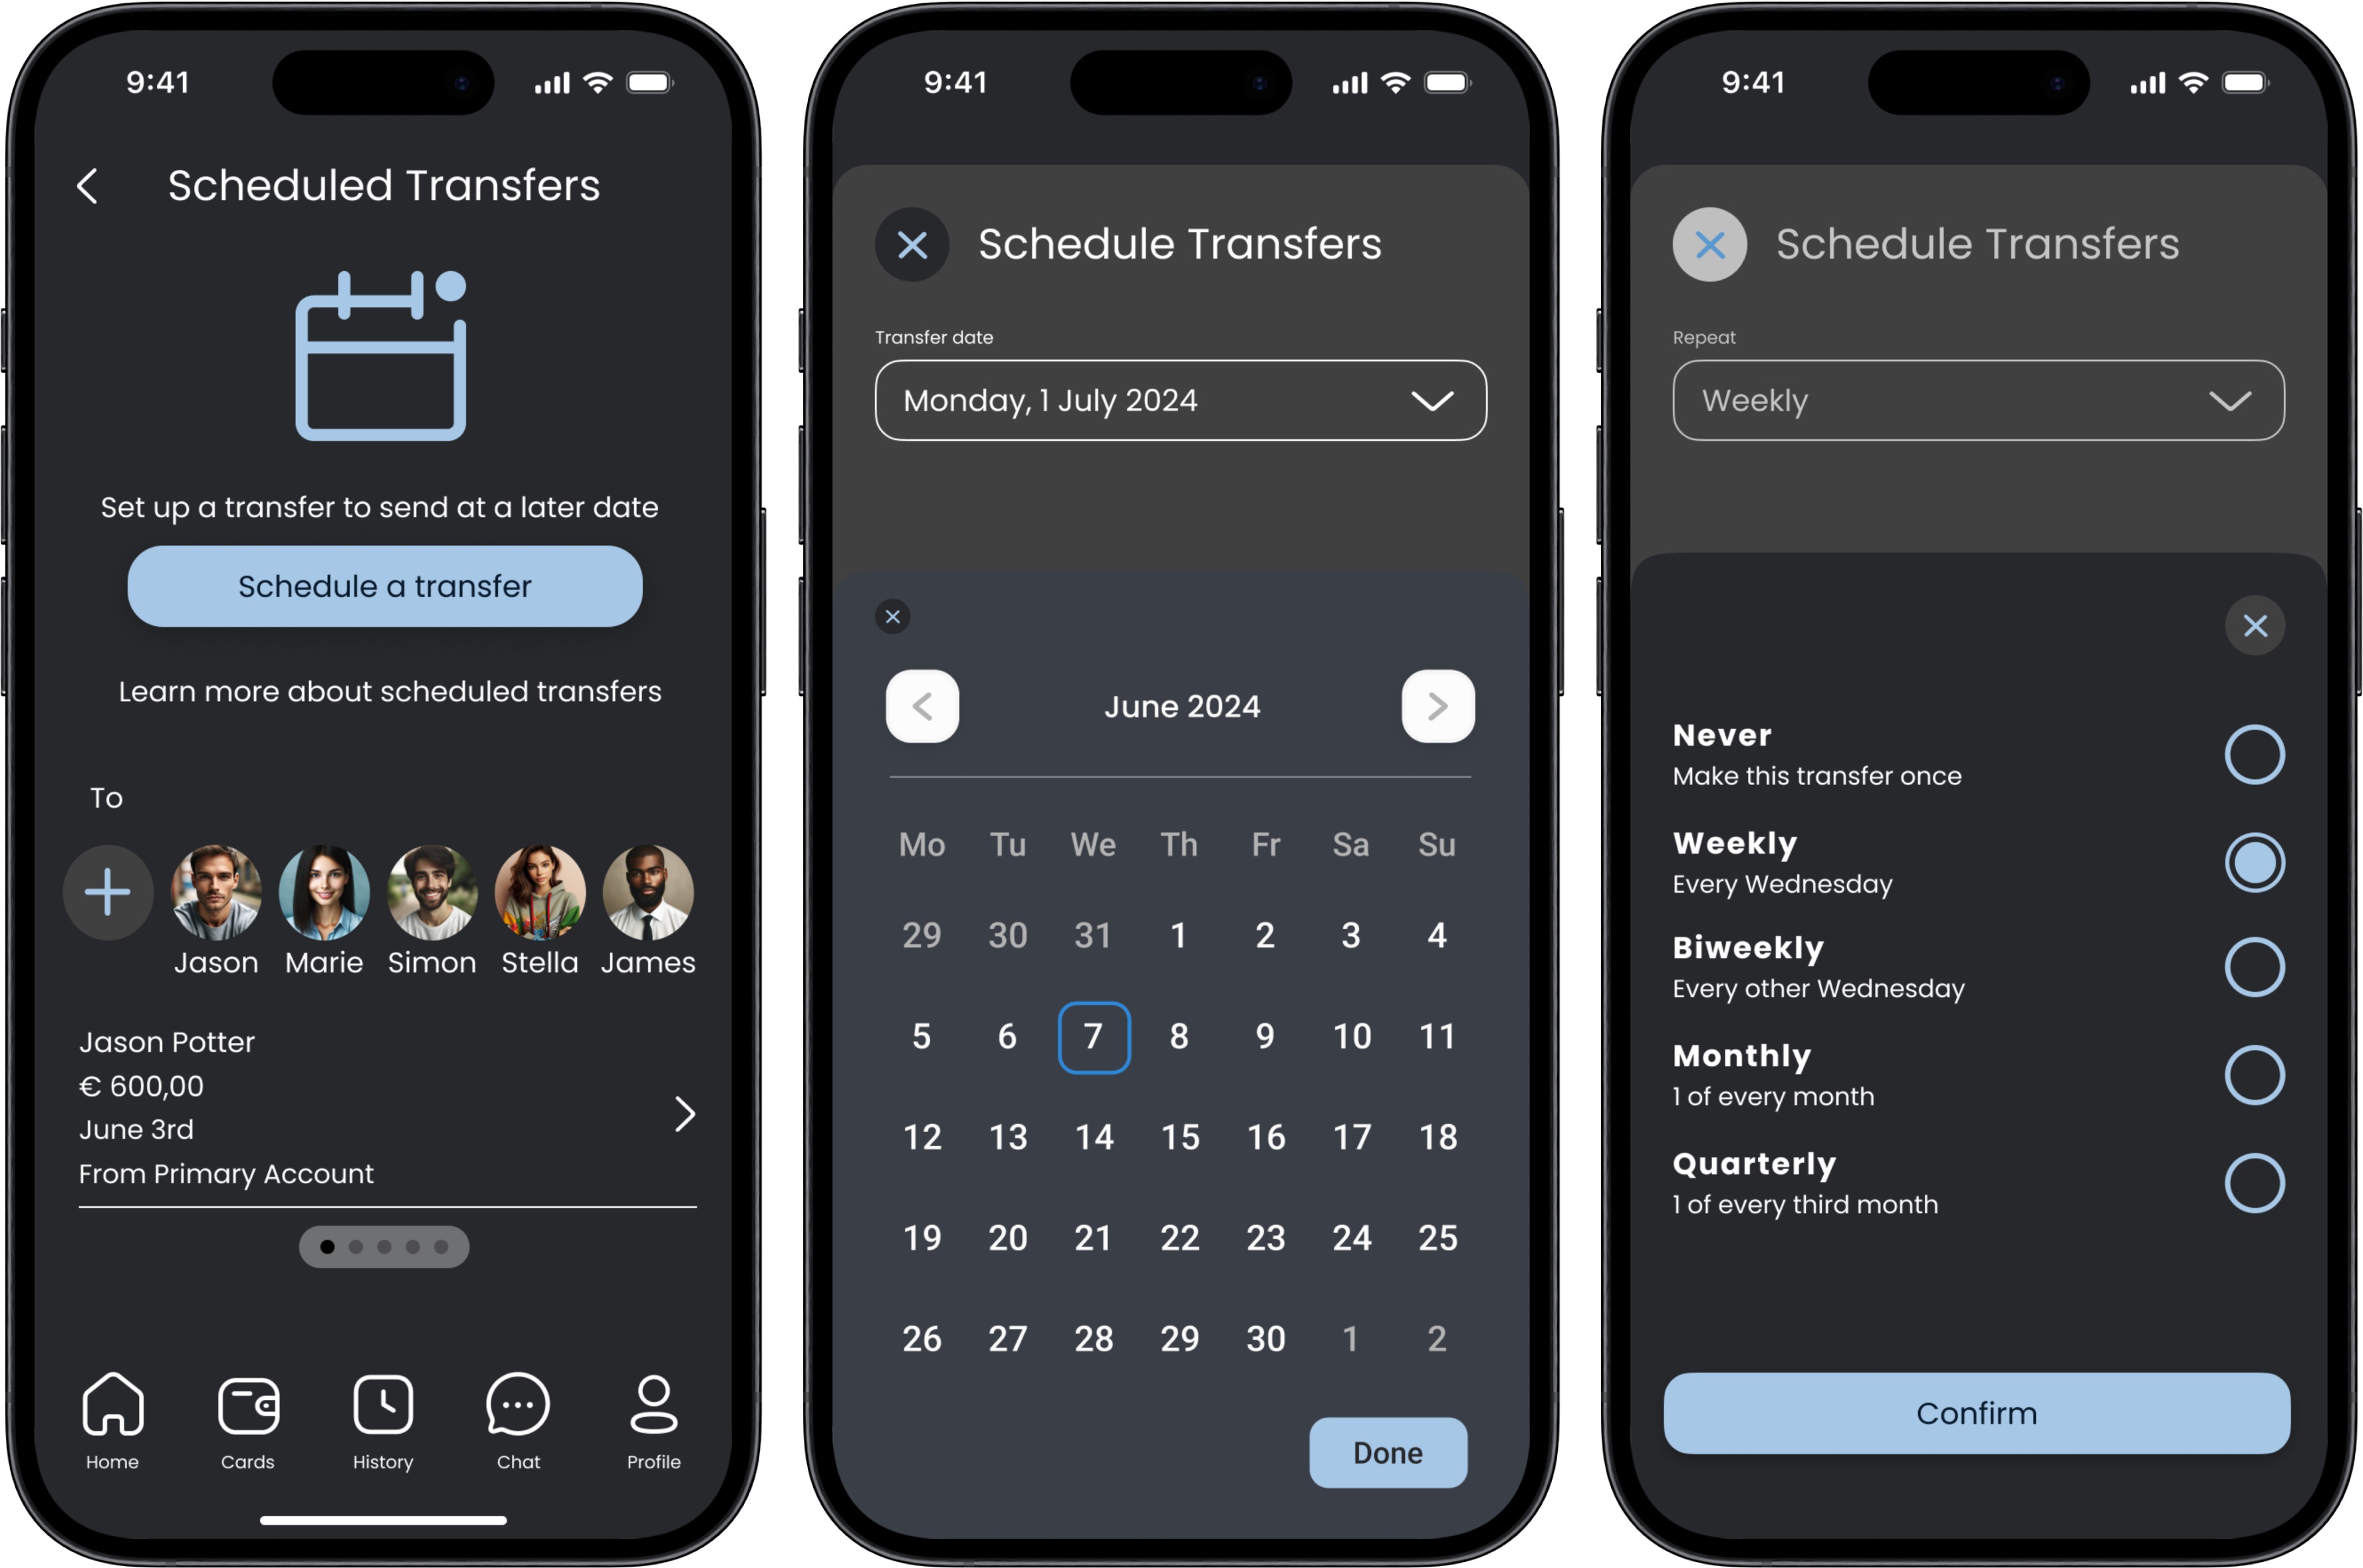 9:41
Scheduled Transfers
Set up a transfer to send at a later date
Schedule a transfer
Learn more about scheduled transfers
To
Jason Marie Simon Stella James
Jason Potter
€ 600,00
June 3rd
From Primary Account
Home Cards History Chat Profile
9:41
Schedule Transfers
Transfer date
Monday, 1 July 2024
June 2024
Mo Tu We Th Fr Sa Su
29 30 31 1 2 3 4
5 6 7 8 9 10 11
12 13 14 15 16 17 18
19 20 21 22 23 24 25
26 27 28 29 30 1 2
Done
9:41
Schedule Transfers
Repeat
Weekly
Never
Make this transfer once
Weekly
Every Wednesday
Biweekly
Every other Wednesday
Monthly
1 of every month
Quarterly
1 of every third month
Confirm